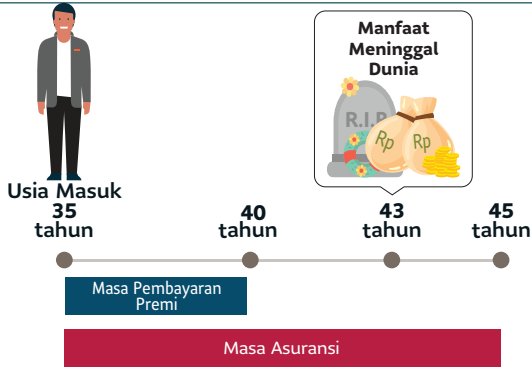 Manfaat
Meninggal
Dunia
R.I.P
Rp
Rp
Usia Masuk
35
tahun
40
tahun
43
tahun
45
tahun
Masa Pembayaran
Premi
Masa Asuransi